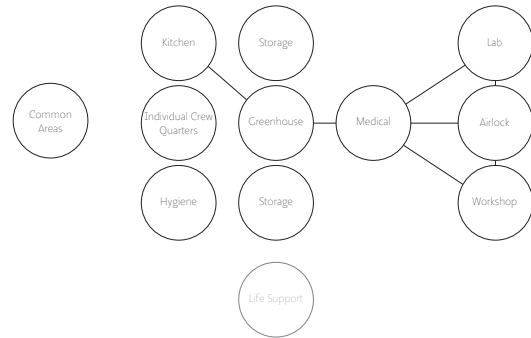 Kitchen
Storage
Lab
Common
Areas
Individual Crew
Quarters
Greenhouse
Medical
Airlock
Hygiene
Storage
Workshop
Life Support